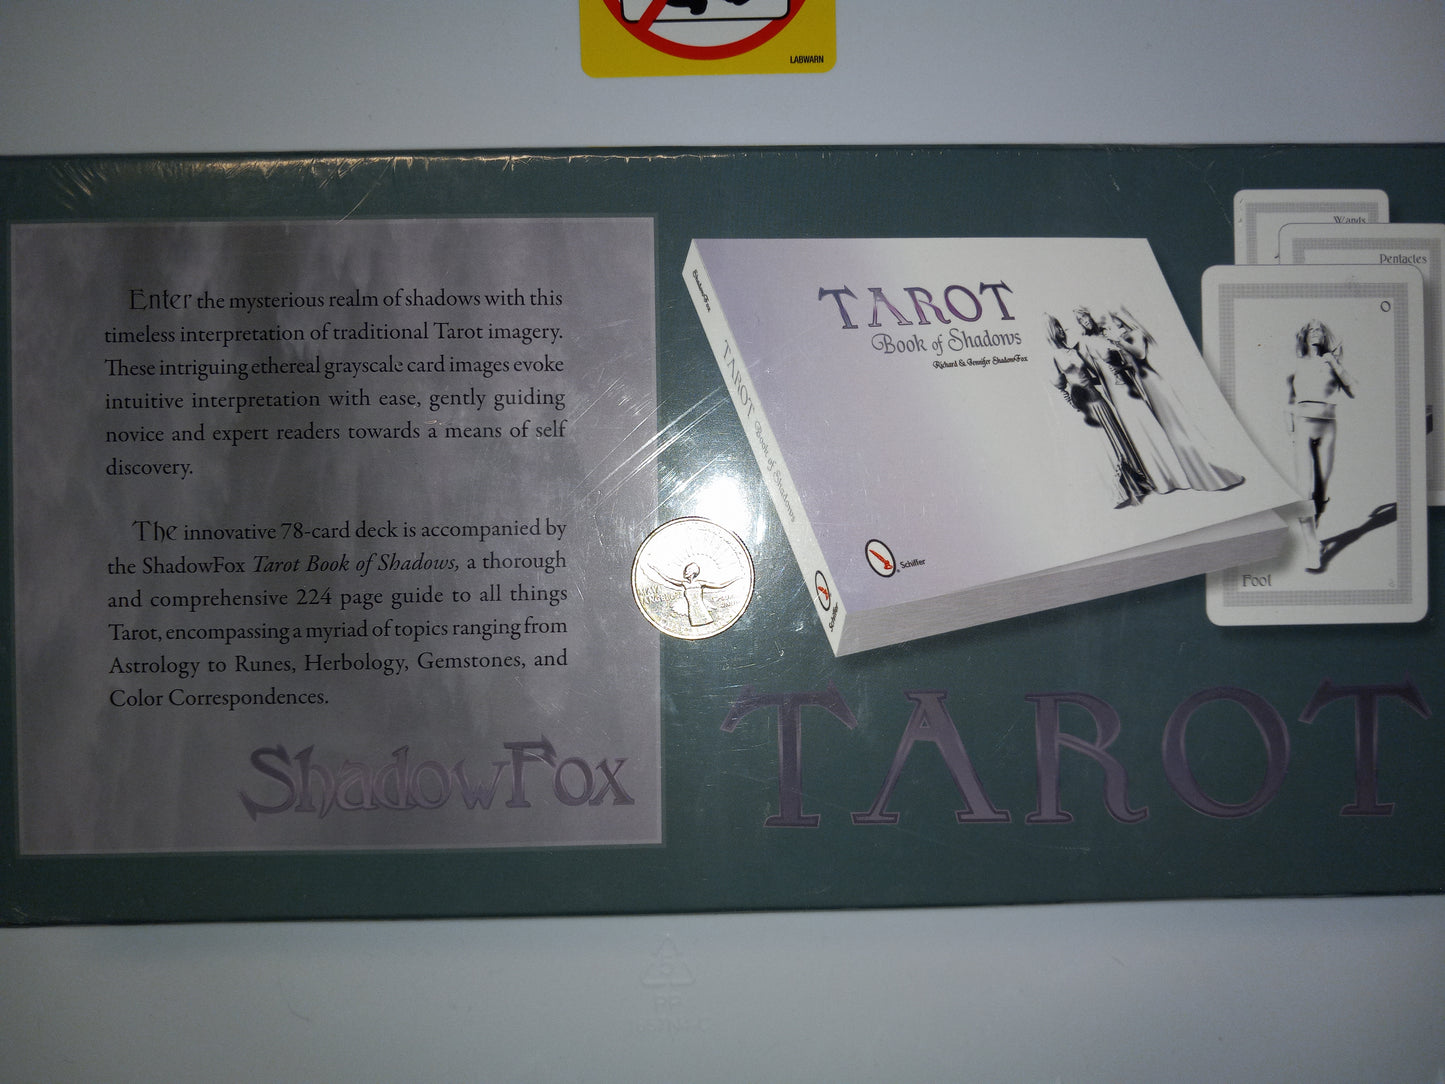 LABWARN
Enter the mysterious realm of shadows with this
timeless interpretation of traditional Tarot imagery.
These intriguing ethereal grayscale card images evoke
intuitive interpretation with ease, gently guiding
novice and expert readers towards a means of self
discovery.
The innovative 78-card deck is accompanied by
the ShadowFox Tarot Book of Shadows, a thorough
and comprehensive 224 page guide to all things
Tarot, encompassing a myriad of topics ranging from
Astrology to Runes, Herbology, Gemstones, and
Color Correspondences.
ShadowFox
ShadowFox
TAROT Book of Shadows
Schiffer
TAROT
Book of Shadows
Richard & Jennifer ShadowFox
Schiffer
Wands
Pentacles
0
Fool
TAROT
PP